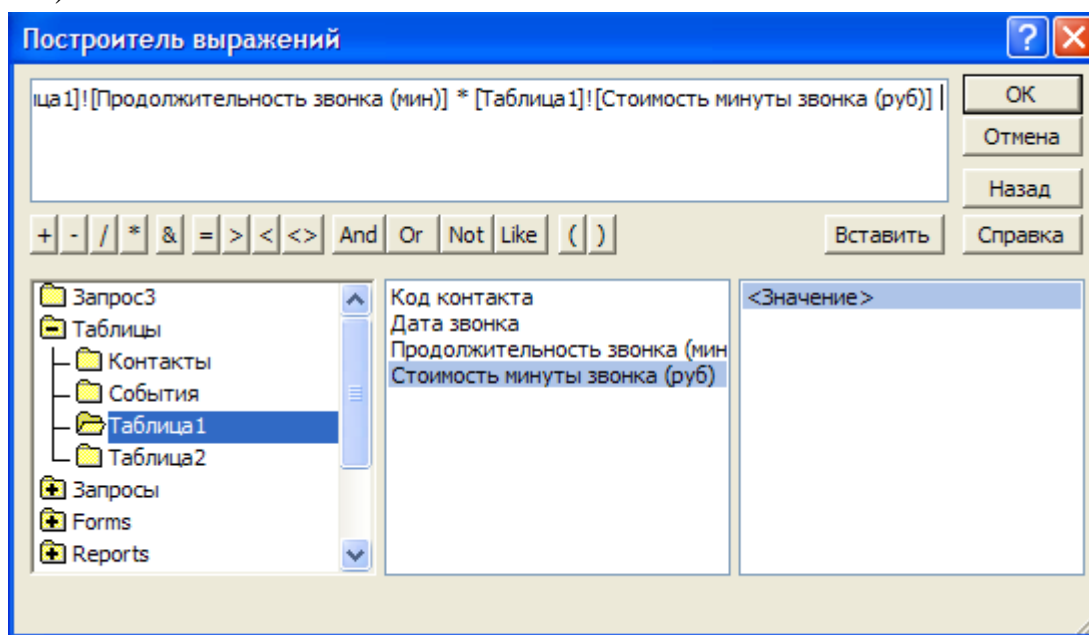 )
Построитель выражений
ица1]![Продолжительность звонка (мин)] * [Таблица1]![Стоимость минуты звонка (руб)]
ОК
Отмена
Назад
+ - / * & = > < <> And Or Not Like ( ) Вставить Справка
Запрос3
Таблицы
Контакты
События
Таблица1
Таблица2
Запросы
Forms
Reports
Код контакта
Дата звонка
Продолжительность звонка (мин
Стоимость минуты звонка (руб)
<Значение>